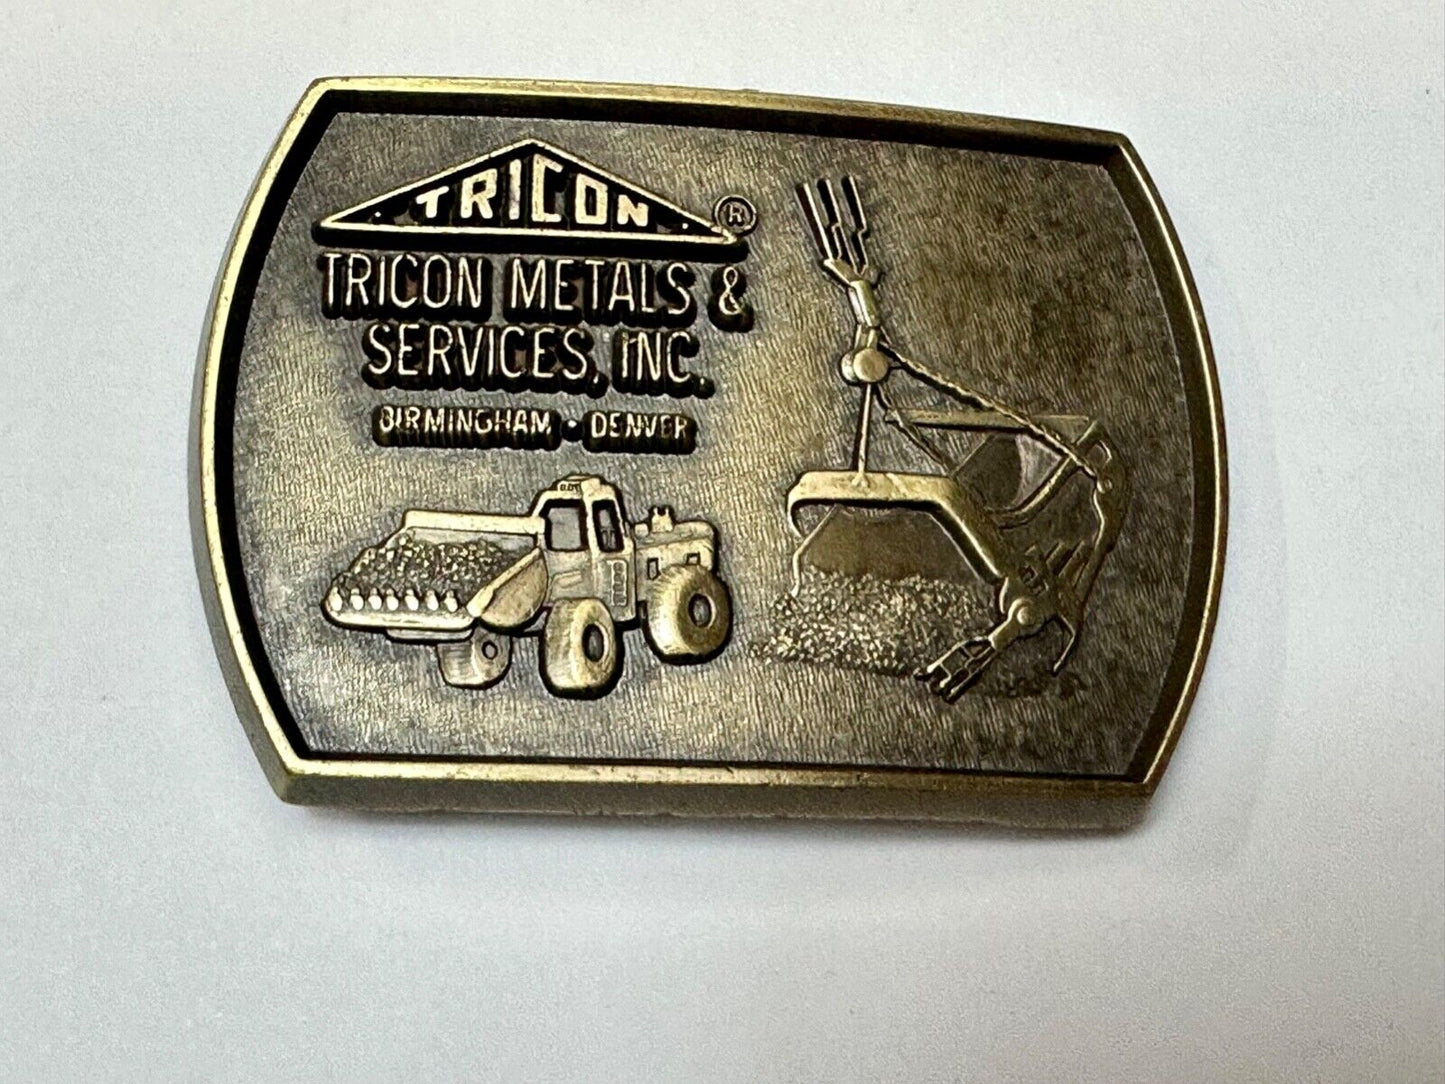 TRICON ®
TRICON METALS &
SERVICES, INC.
BIRMINGHAM • DENVER